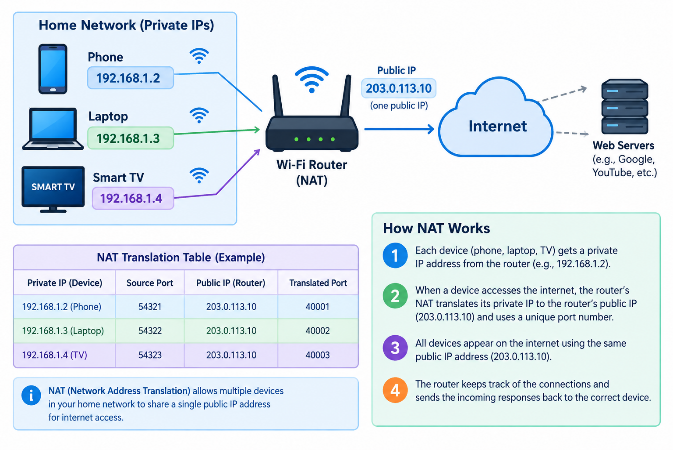 Home Network (Private IPs)
Phone
192.168.1.2
Laptop
192.168.1.3
SMART TV
Smart TV
192.168.1.4
Wi-Fi Router
(NAT)
Public IP
203.0.113.10
(one public IP)
Internet
Web Servers
(e.g., Google,
YouTube, etc.)
NAT Translation Table (Example)
Private IP (Device) Source Port Public IP (Router) Translated Port
192.168.1.2 (Phone) 54321 203.0.113.10 40001
192.168.1.3 (Laptop) 54322 203.0.113.10 40002
192.168.1.4 (TV) 54323 203.0.113.10 40003
i
NAT (Network Address Translation) allows multiple devices
in your home network to share a single public IP address
for internet access.
How NAT Works
1 Each device (phone, laptop, TV) gets a private
IP address from the router (e.g., 192.168.1.2).
2 When a device accesses the internet, the router's
NAT translates its private IP to the router's public IP
(203.0.113.10) and uses a unique port number.
3 All devices appear on the internet using the same
public IP address (203.0.113.10).
4 The router keeps track of the connections and
sends the incoming responses back to the correct device.